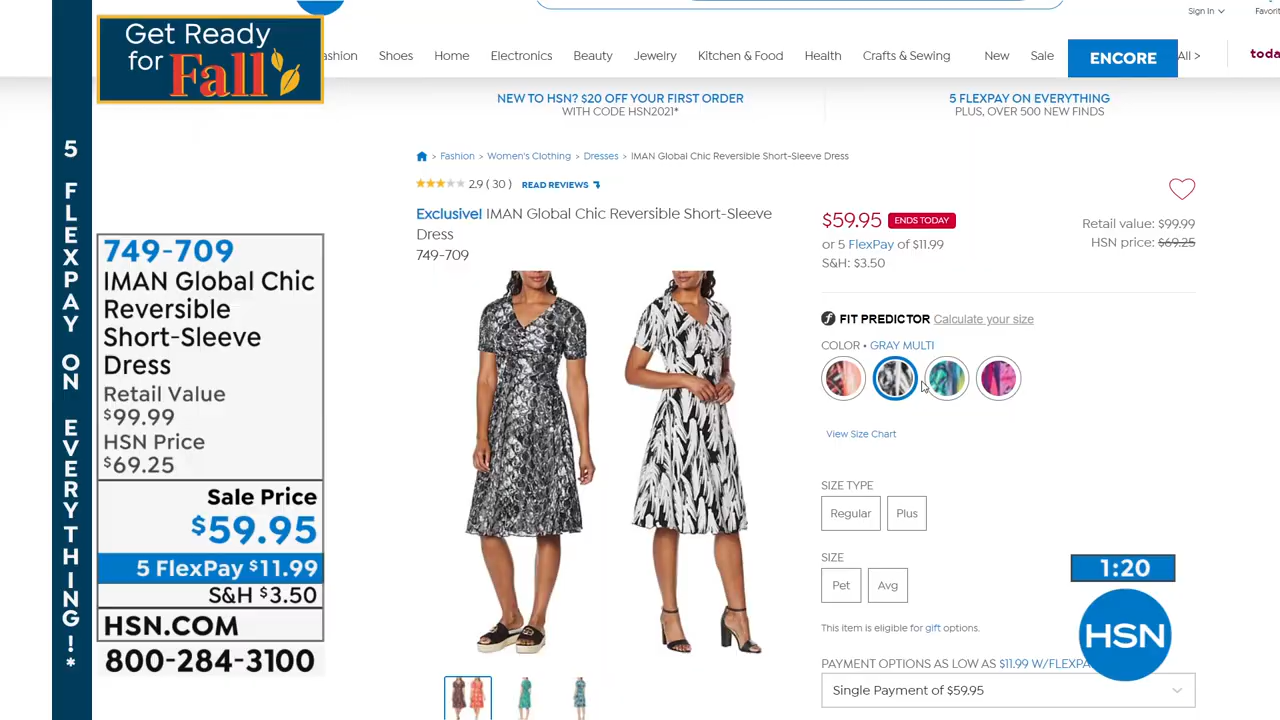 Get Ready
for Fall
5 FLEXPAY ON EVERYTHING!*
749-709
IMAN Global Chic
Reversible
Short-Sleeve
Dress
Retail Value
$99.99
HSN Price
$69.25
Sale Price
$59.95
5 FlexPay $11.99
S&H $3.50
HSN.COM
800-284-3100
Sign In
Favorit
ashion
Shoes
Home
Electronics
Beauty
Jewelry
Kitchen & Food
Health
Crafts & Sewing
New
Sale
ENCORE
All >
toda
NEW TO HSN? $20 OFF YOUR FIRST ORDER
WITH CODE HSN2021*
5 FLEXPAY ON EVERYTHING
PLUS, OVER 500 NEW FINDS
> Fashion > Women's Clothing > Dresses > IMAN Global Chic Reversible Short-Sleeve Dress
2.9 ( 30 ) READ REVIEWS
Exclusive! IMAN Global Chic Reversible Short-Sleeve
Dress
749-709
$59.95 ENDS TODAY
or 5 FlexPay of $11.99
S&H: $3.50
Retail value: $99.99
HSN price: $69.25
f FIT PREDICTOR Calculate your size
COLOR • GRAY MULTI
View Size Chart
SIZE TYPE
Regular
Plus
SIZE
Pet
Avg
This item is eligible for gift options.
PAYMENT OPTIONS AS LOW AS $11.99 W/FLEXPA
Single Payment of $59.95
1:20
HSN